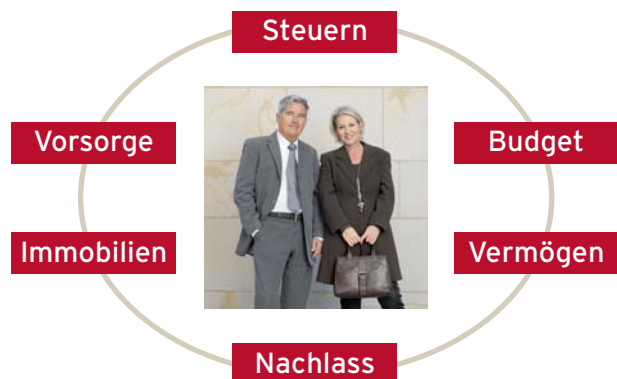 Steuern
Vorsorge
Budget
Immobilien
Vermögen
Nachlass